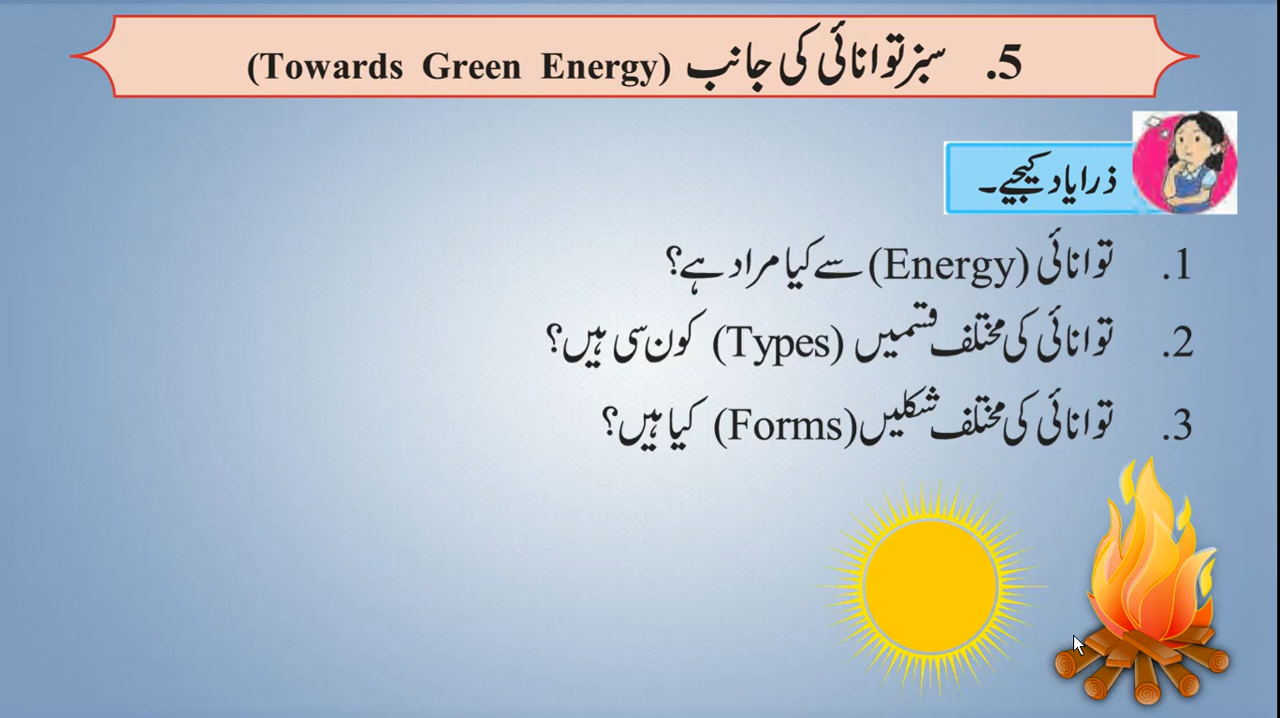 5. سبز توانائی کی جانب (Towards Green Energy)
ذرا یاد کیجیے۔
1. توانائی (Energy) سے کیا مراد ہے؟
2. توانائی کی مختلف قسمیں (Types) کون سی ہیں؟
3. توانائی کی مختلف شکلیں (Forms) کیا ہیں؟